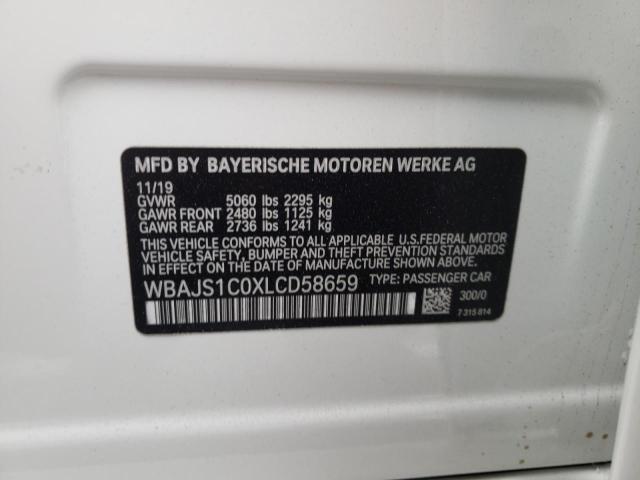 MFD BY BAYERISCHE MOTOREN WERKE AG
11/19
GVWR 5060 lbs 2295 kg
GAWR FRONT 2480 lbs 1125 kg
GAWR REAR 2736 lbs 1241 kg
THIS VEHICLE CONFORMS TO ALL APPLICABLE U.S.FEDERAL MOTOR
VEHICLE SAFETY, BUMPER, AND THEFT PREVENTION STANDARDS
IN EFFECT ON THE DATE OF MANUFACTURE SHOWN ABOVE.
WBAJS1C0XLCD58659 TYPE: PASSENGER CAR
300/0
7 315 814